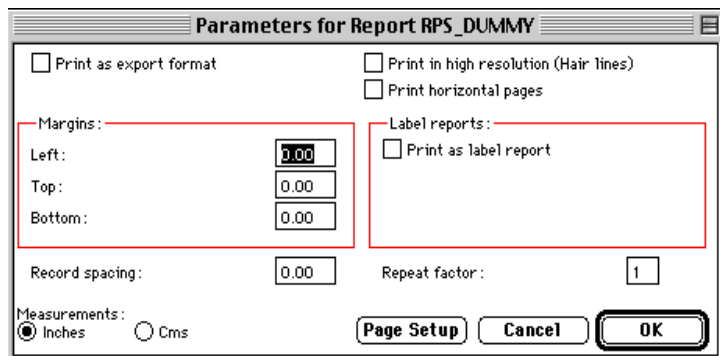 Parameters for Report RPS_DUMMY
Print as export format
Print in high resolution (Hair lines)
Print horizontal pages
Margins:
Left: 0.00
Top: 0.00
Bottom: 0.00
Label reports:
Print as label report
Record spacing: 0.00
Repeat factor: 1
Measurements:
Inches Cms
Page Setup Cancel OK